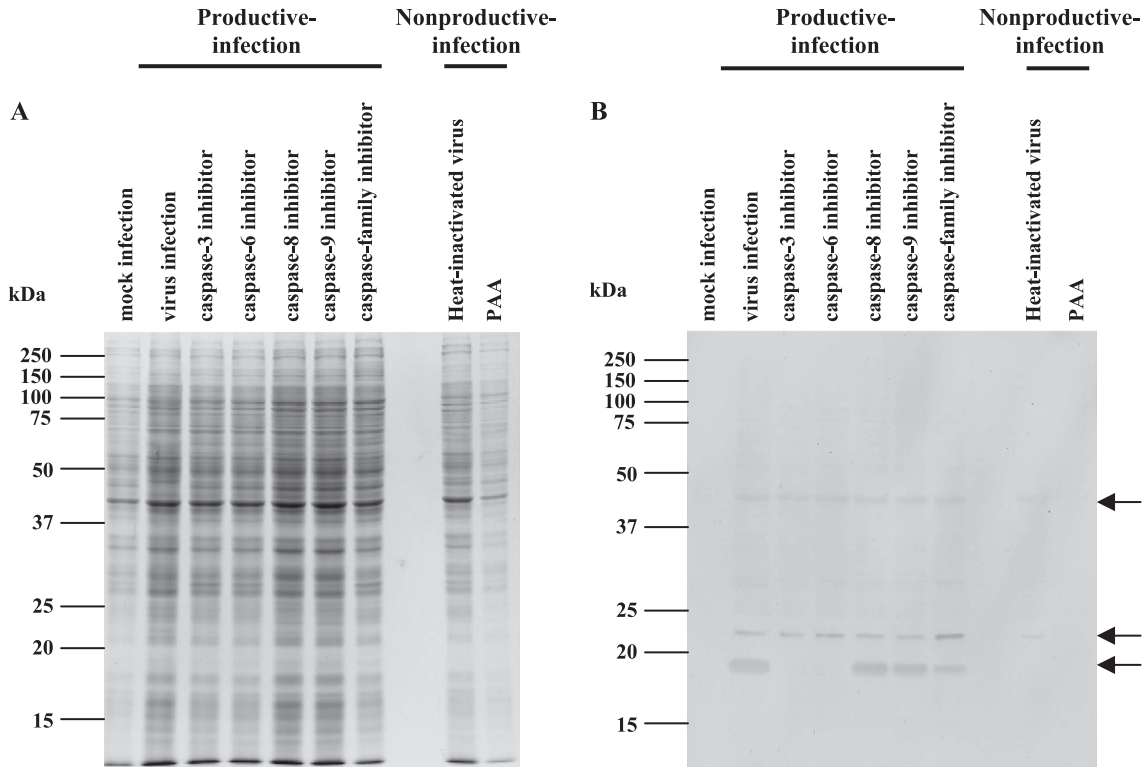 Productive-
infection
Nonproductive-
infection
A
mock infection
virus infection
caspase-3 inhibitor
caspase-6 inhibitor
caspase-8 inhibitor
caspase-9 inhibitor
caspase-family inhibitor
Heat-inactivated virus
PAA
kDa
250
150
100
75
50
37
25
20
15
Productive-
infection
Nonproductive-
infection
B
mock infection
virus infection
caspase-3 inhibitor
caspase-6 inhibitor
caspase-8 inhibitor
caspase-9 inhibitor
caspase-family inhibitor
Heat-inactivated virus
PAA
kDa
250
150
100
75
50
37
25
20
15